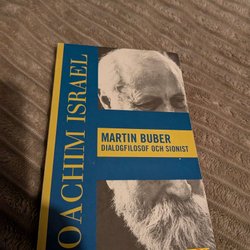 OACHIM ISRAEL
MARTIN BUBER
DIALOGFILOSOF OCH SIONIST